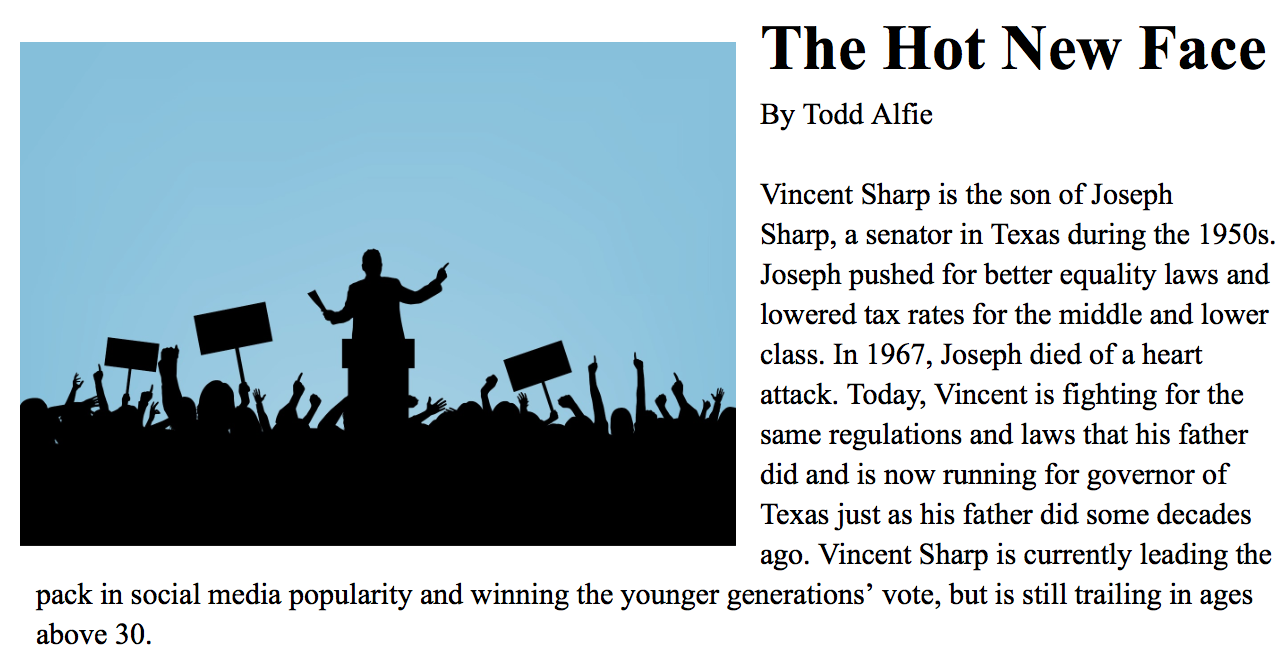 The Hot New Face
By Todd Alfie
Vincent Sharp is the son of Joseph
Sharp, a senator in Texas during the 1950s.
Joseph pushed for better equality laws and
lowered tax rates for the middle and lower
class. In 1967, Joseph died of a heart
attack. Today, Vincent is fighting for the
same regulations and laws that his father
did and is now running for governor of
Texas just as his father did some decades
ago. Vincent Sharp is currently leading the
pack in social media popularity and winning the younger generations’ vote, but is still trailing in ages
above 30.